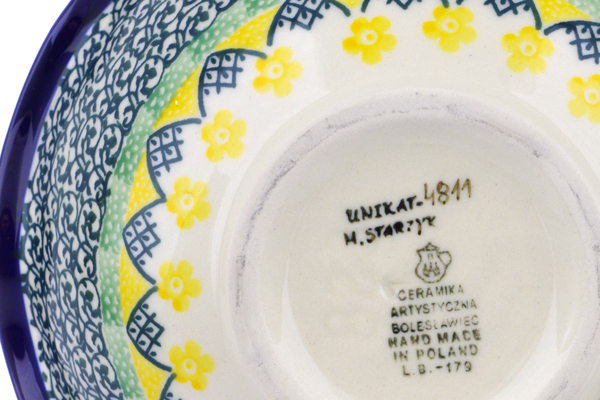 UNIKAT-4811
M.STARZYK
CERAMIKA
ARTYSTYCZNA
BOLESŁAWIEC
HAND MADE
IN POLAND
L.B.-179